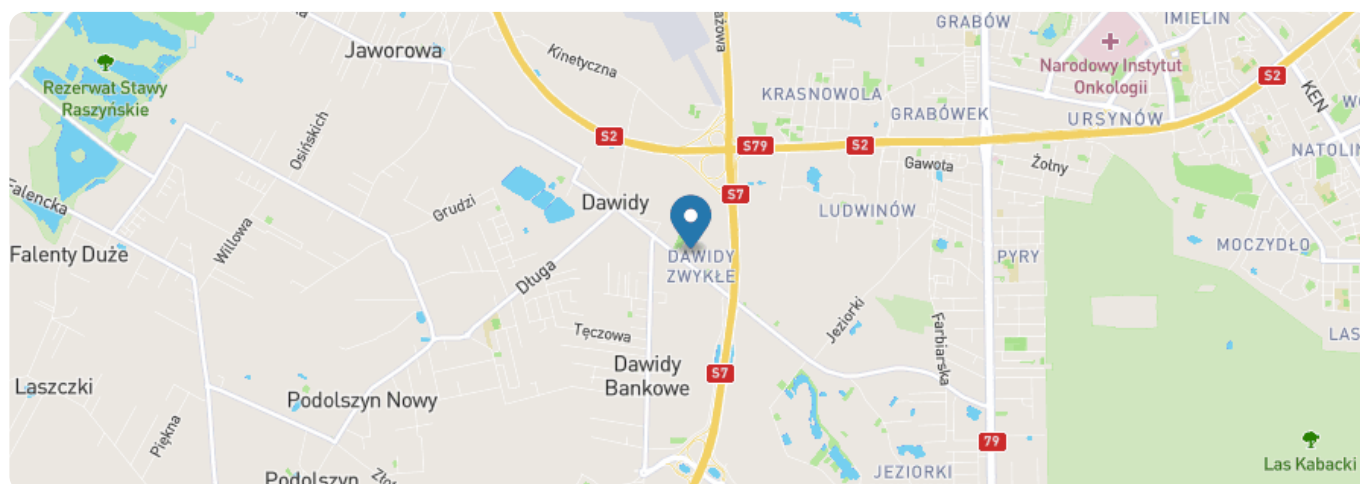 GRABÓW
IMIELIN
Jaworowa
Kinetyczna
Narodowy Instytut
Onkologii
S2
KEN
Rezerwat Stawy
Raszyńskie
KRASNOWOLA
GRABÓWEK
URSYNÓW
Osińskich
S2
S79
S2
NATOLIN
Gawota
Żolny
Falencka
Grudzi
Dawidy
S7
LUDWINÓW
Willowa
Falenty Duże
DAWIDY
ZWYKŁE
PYRY
MOCZYDŁO
Długa
Jeziorki
Farbiarska
Tęczowa
LAS
Dawidy
Bankowe
S7
Laszczki
Podolszyn Nowy
Piękna
79
Las Kabacki
JEZIORKI
Podolszyn